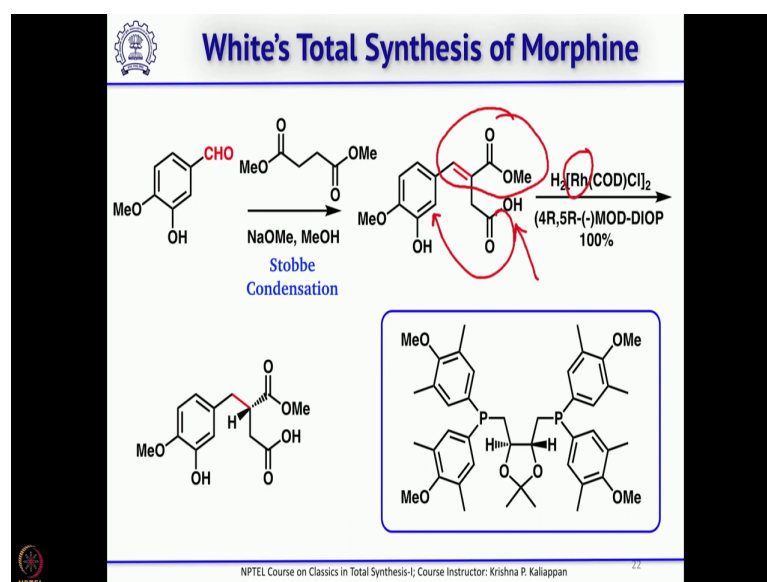 White's Total Synthesis of Morphine
CHO
MeO
OH
O
MeO
OMe
O
NaOMe, MeOH
Stobbe
Condensation
O
OMe
OH
O
MeO
OH
H₂[Rh(COD)Cl]₂
(4R,5R-(-)MOD-DIOP
100%
O
OMe
H
OH
O
MeO
OH
MeO
OMe
P
P
H
H
O
O
MeO
OMe
NPTEL Course on Classics in Total Synthesis-I; Course Instructor: Krishna P. Kaliappan
22